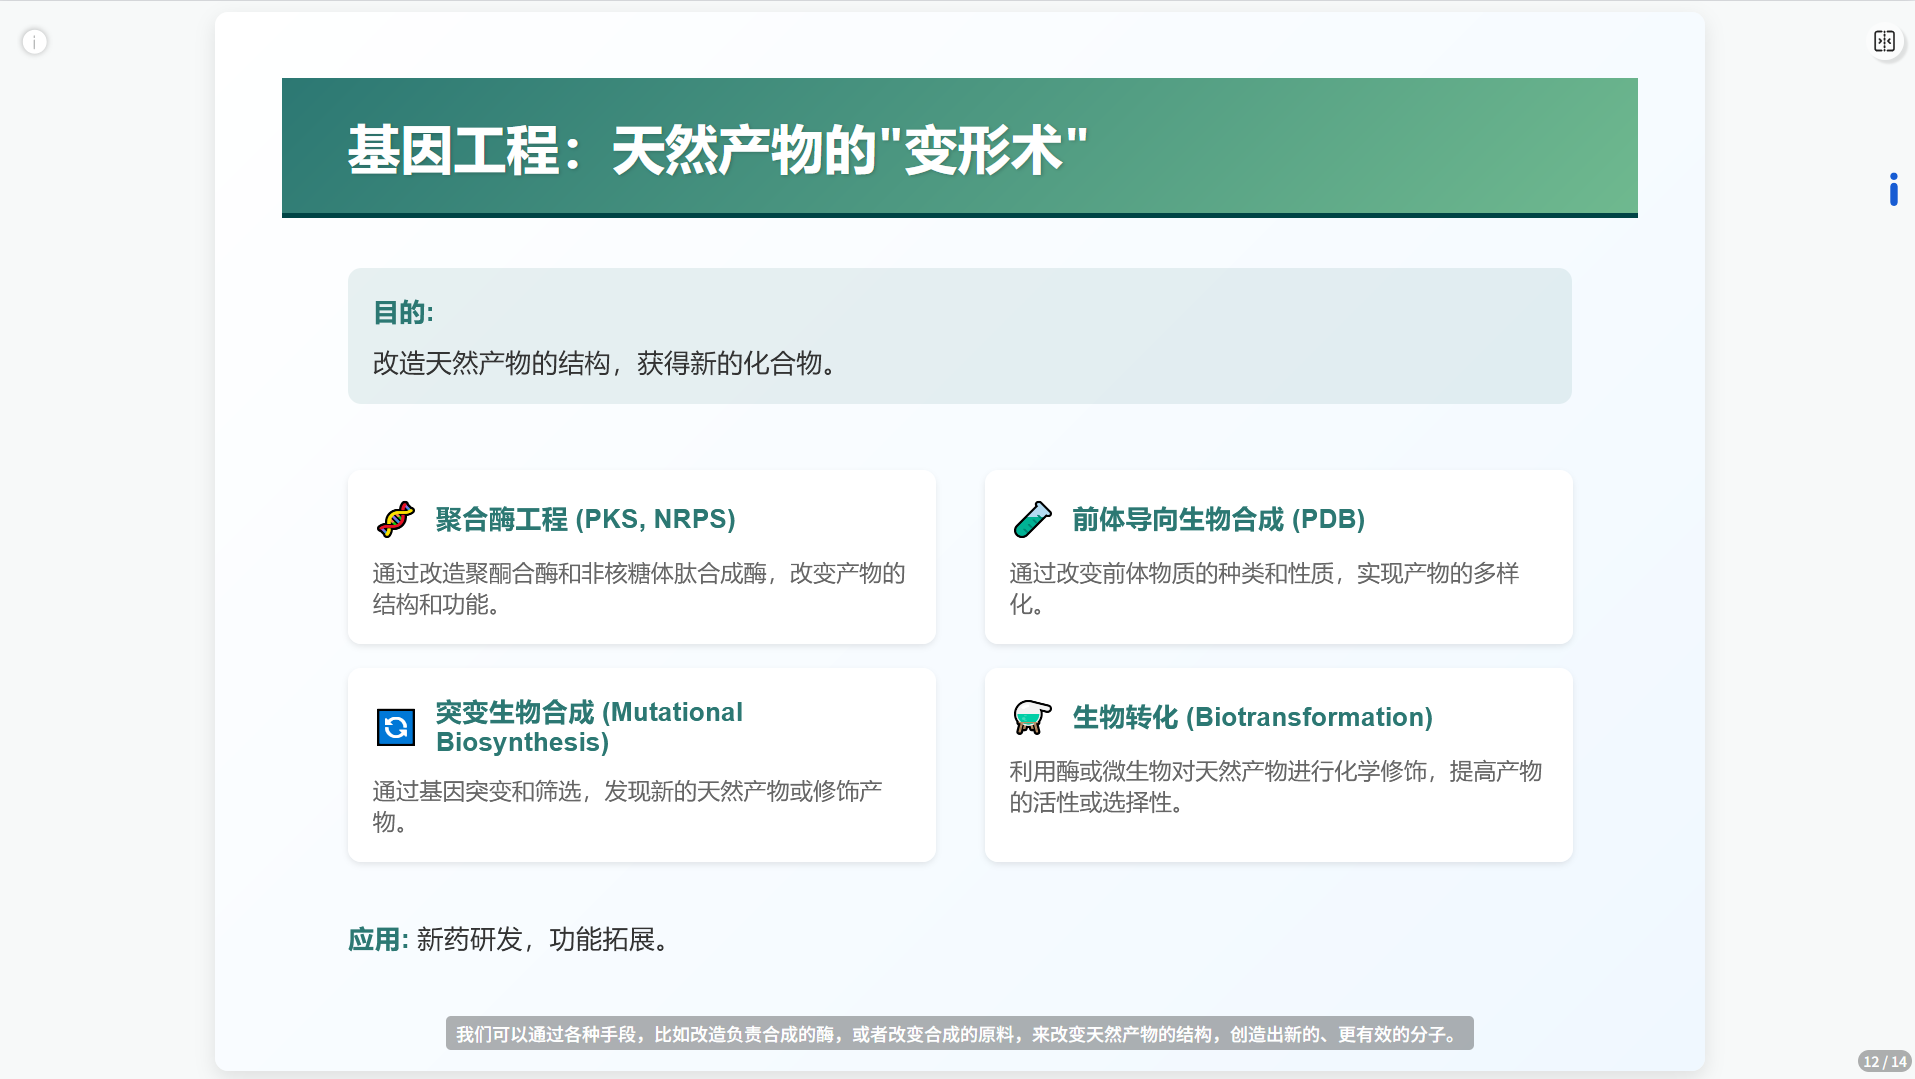 基因工程：天然产物的"变形术"
目的:
改造天然产物的结构，获得新的化合物。
聚合酶工程 (PKS, NRPS)
通过改造聚酮合酶和非核糖体肽合成酶，改变产物的
结构和功能。
前体导向生物合成 (PDB)
通过改变前体物质的种类和性质，实现产物的多样
化。
突变生物合成 (Mutational
Biosynthesis)
通过基因突变和筛选，发现新的天然产物或修饰产
物。
生物转化 (Biotransformation)
利用酶或微生物对天然产物进行化学修饰，提高产物
的活性或选择性。
应用: 新药研发，功能拓展。
我们可以通过各种手段，比如改造负责合成的酶，或者改变合成的原料，来改变天然产物的结构，创造出新的、更有效的分子。
12 / 14